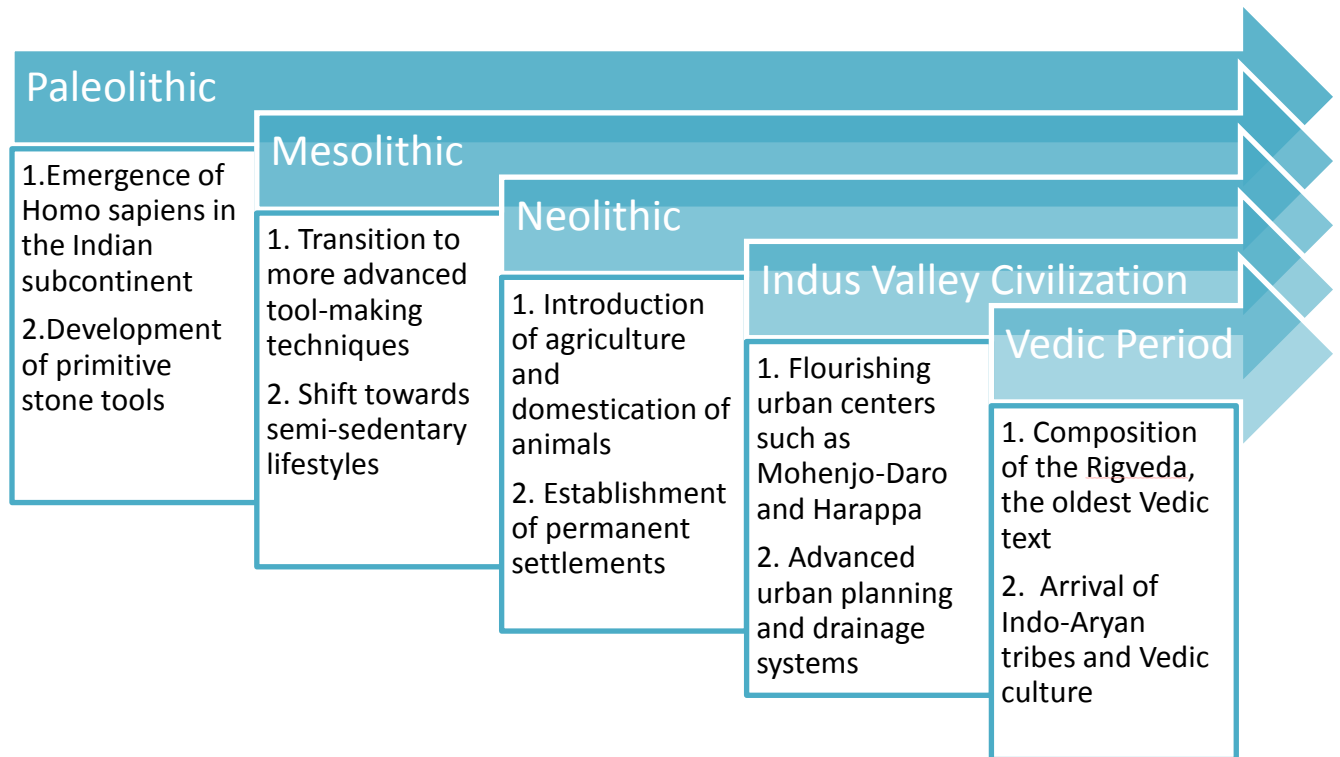 Paleolithic
1.Emergence of
Homo sapiens in
the Indian
subcontinent
2.Development
of primitive
stone tools
Mesolithic
1. Transition to
more advanced
tool-making
techniques
2. Shift towards
semi-sedentary
lifestyles
Neolithic
1. Introduction
of agriculture
and
domestication of
animals
2. Establishment
of permanent
settlements
Indus Valley Civilization
1. Flourishing
urban centers
such as
Mohenjo-Daro
and Harappa
2. Advanced
urban planning
and drainage
systems
Vedic Period
1. Composition
of the Rigveda,
the oldest Vedic
text
2.  Arrival of
Indo-Aryan
tribes and Vedic
culture